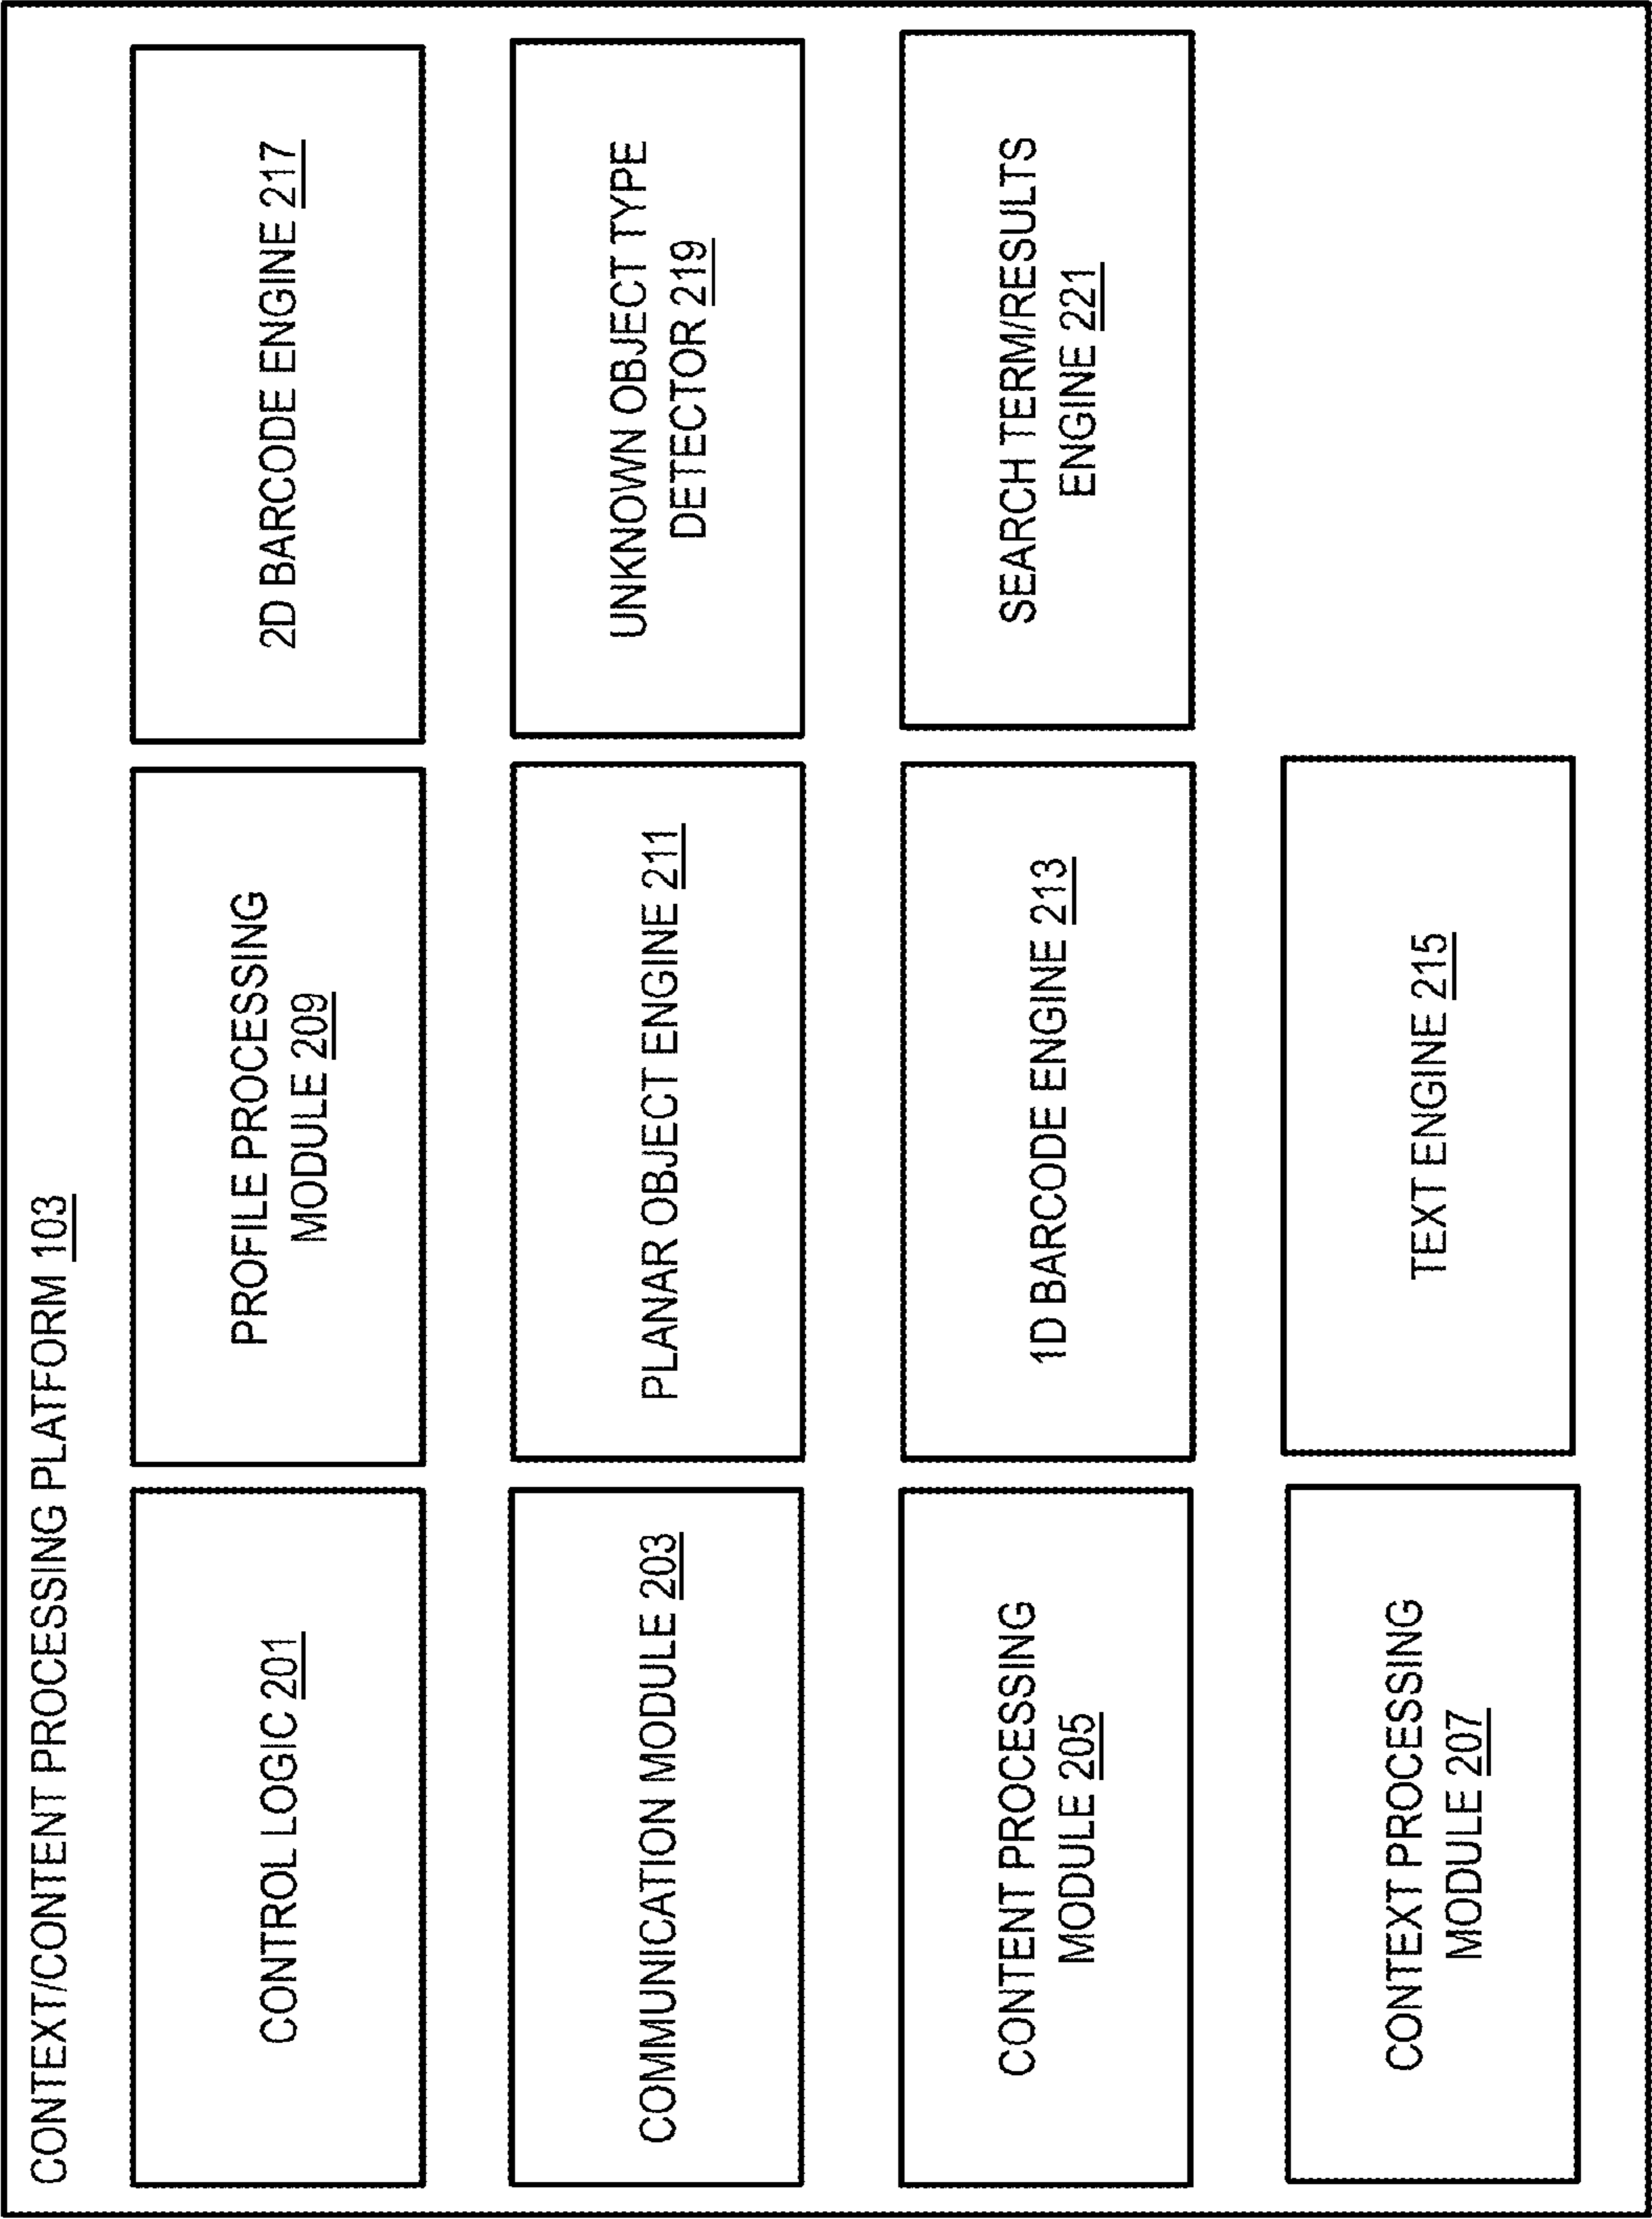 CONTEXT/CONTENT PROCESSING PLATFORM 103
CONTROL LOGIC 201
COMMUNICATION MODULE 203
CONTENT PROCESSING
MODULE 205
CONTEXT PROCESSING
MODULE 207
PROFILE PROCESSING
MODULE 209
PLANAR OBJECT ENGINE 211
1D BARCODE ENGINE 213
TEXT ENGINE 215
2D BARCODE ENGINE 217
UNKNOWN OBJECT TYPE
DETECTOR 219
SEARCH TERM/RESULTS
ENGINE 221